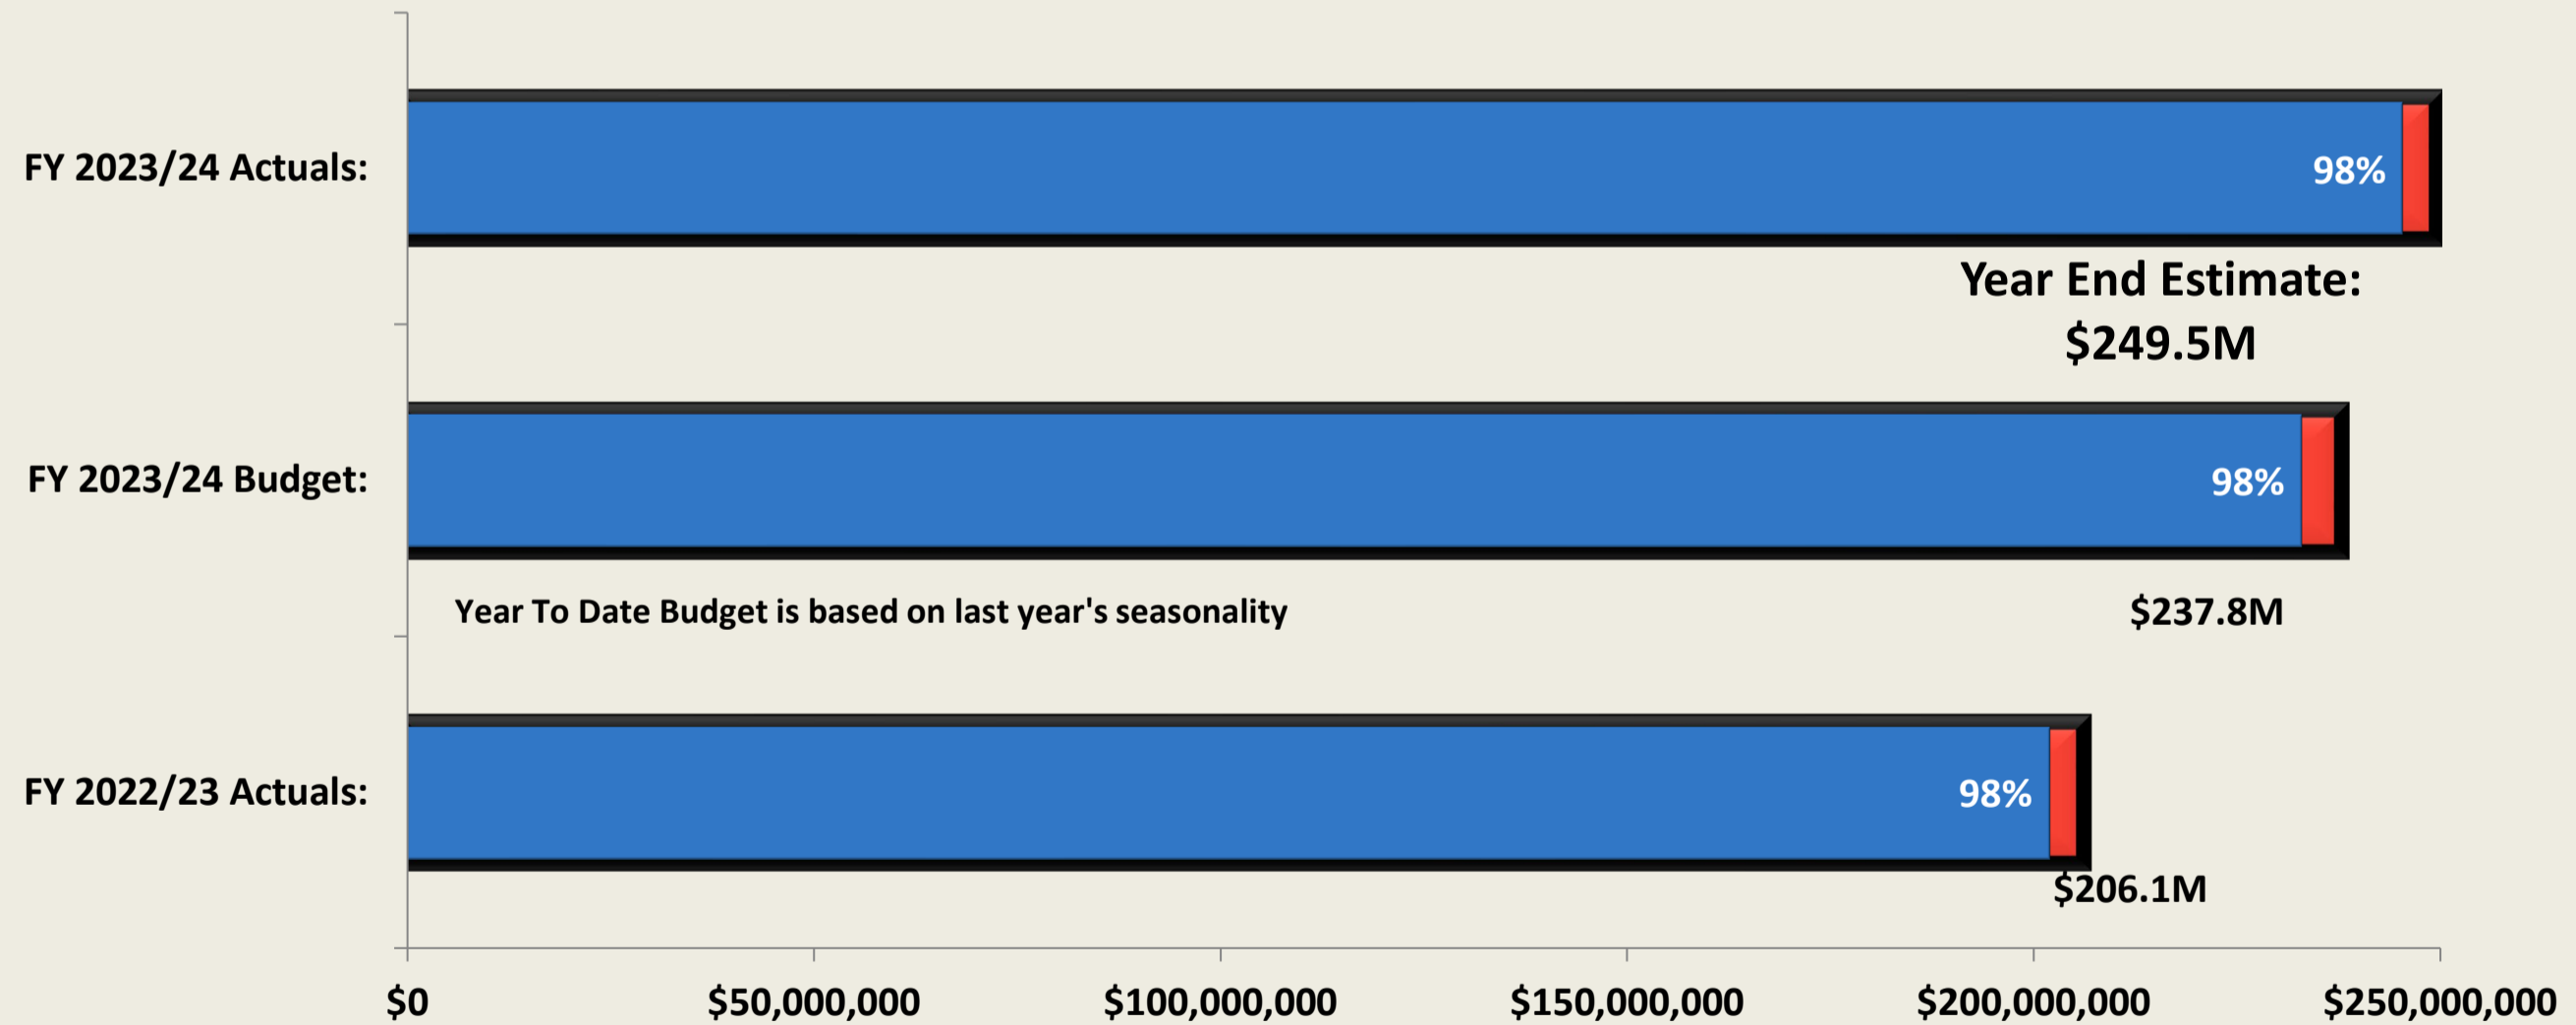 FY 2023/24 Actuals:
98%
Year End Estimate:
$249.5M
FY 2023/24 Budget:
98%
Year To Date Budget is based on last year's seasonality
$237.8M
FY 2022/23 Actuals:
98%
$206.1M
$0
$50,000,000
$100,000,000
$150,000,000
$200,000,000
$250,000,000